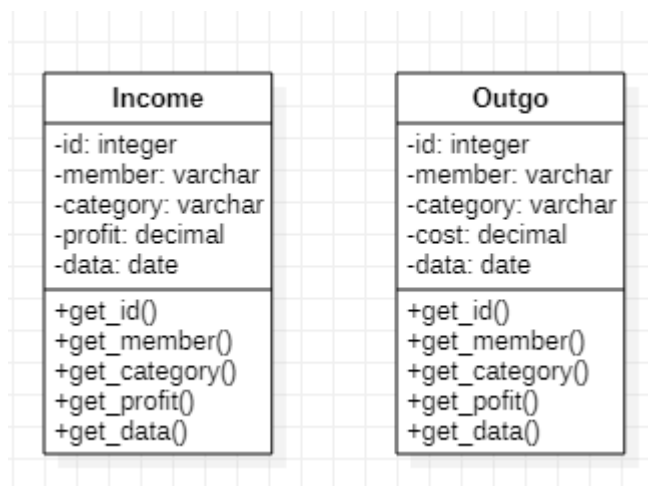 Income
-id: integer
-member: varchar
-category: varchar
-profit: decimal
-data: date
+get_id()
+get_member()
+get_category()
+get_profit()
+get_data()
Outgo
-id: integer
-member: varchar
-category: varchar
-cost: decimal
-data: date
+get_id()
+get_member()
+get_category()
+get_pofit()
+get_data()